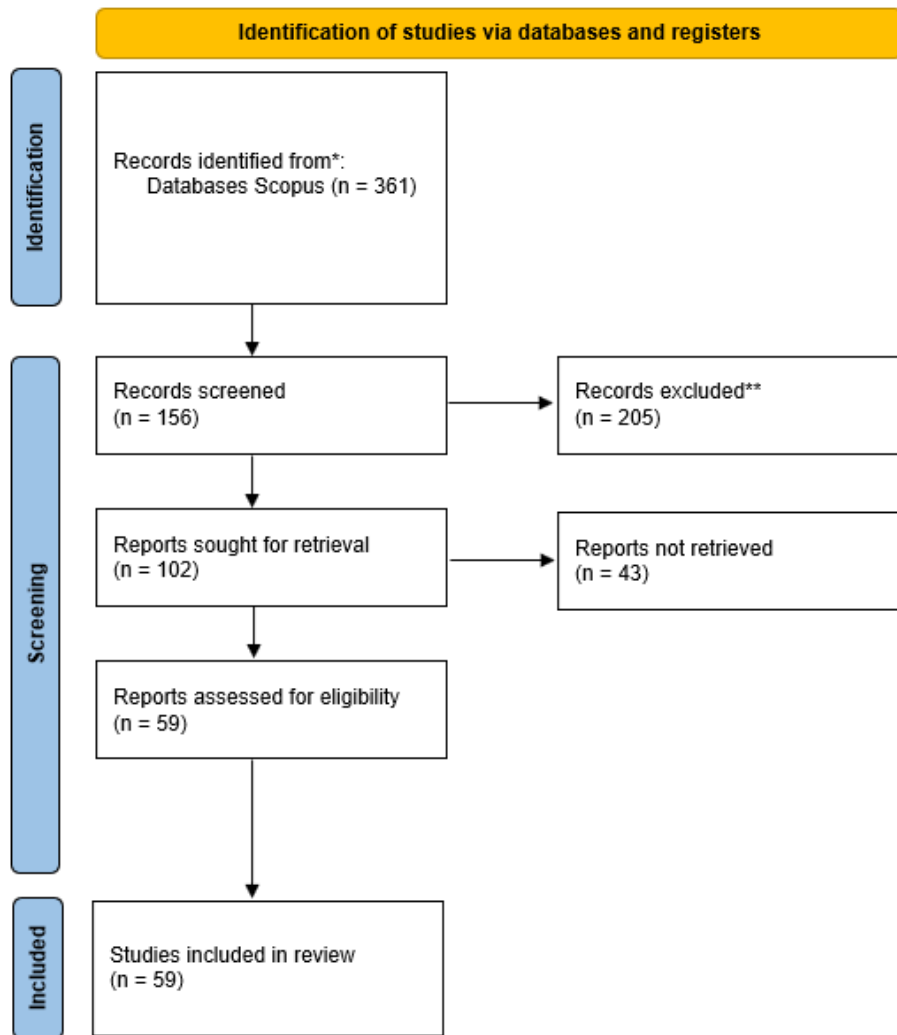 Identification of studies via databases and registers
Identification
Records identified from*:
Databases Scopus (n = 361)
Screening
Records screened
(n = 156)
Records excluded**
(n = 205)
Reports sought for retrieval
(n = 102)
Reports not retrieved
(n = 43)
Reports assessed for eligibility
(n = 59)
Included
Studies included in review
(n = 59)